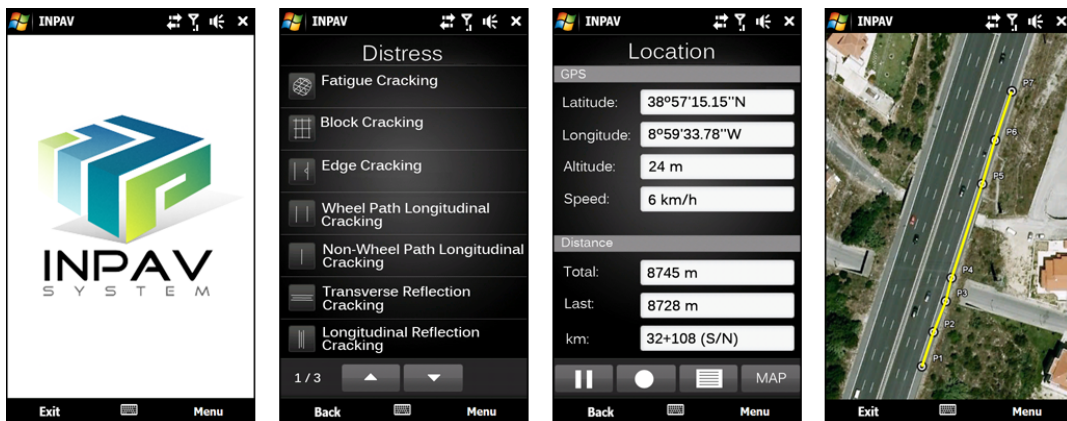 INPAV
INPAV
SYSTEM
Exit Menu
INPAV
Distress
Fatigue Cracking
Block Cracking
Edge Cracking
Wheel Path Longitudinal
Cracking
Non-Wheel Path Longitudinal
Cracking
Transverse Reflection
Cracking
Longitudinal Reflection
Cracking
1 / 3
Back Menu
INPAV
Location
GPS
Latitude: 38º57'15.15"N
Longitude: 8º59'33.78"W
Altitude: 24 m
Speed: 6 km/h
Distance
Total: 8745 m
Last: 8728 m
km: 32+108 (S/N)
MAP
Back Menu
INPAV
P7
P6
P5
P4
P3
P2
P1
Exit Menu